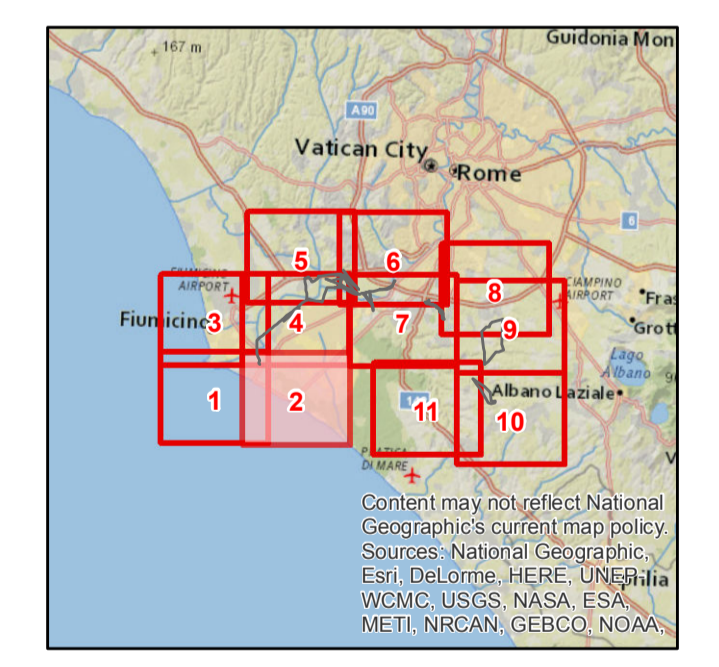 Guidonia Mon
167 m
A90
Vatican City
Rome
6
5
6
8
FIUMICINO
AIRPORT
CIAMPINO
AIRPORT
Fras
Fiumicino
3
4
7
9
Grott
Lago
Albano
1
2
11
Albano Laziale
10
PRATICA
DI MARE
V
Content may not reflect National
Geographic's current map policy.
Sources: National Geographic,
Esri, DeLorme, HERE, UNEP-
WCMC, USGS, NASA, ESA,
METI, NRCAN, GEBCO, NOAA,